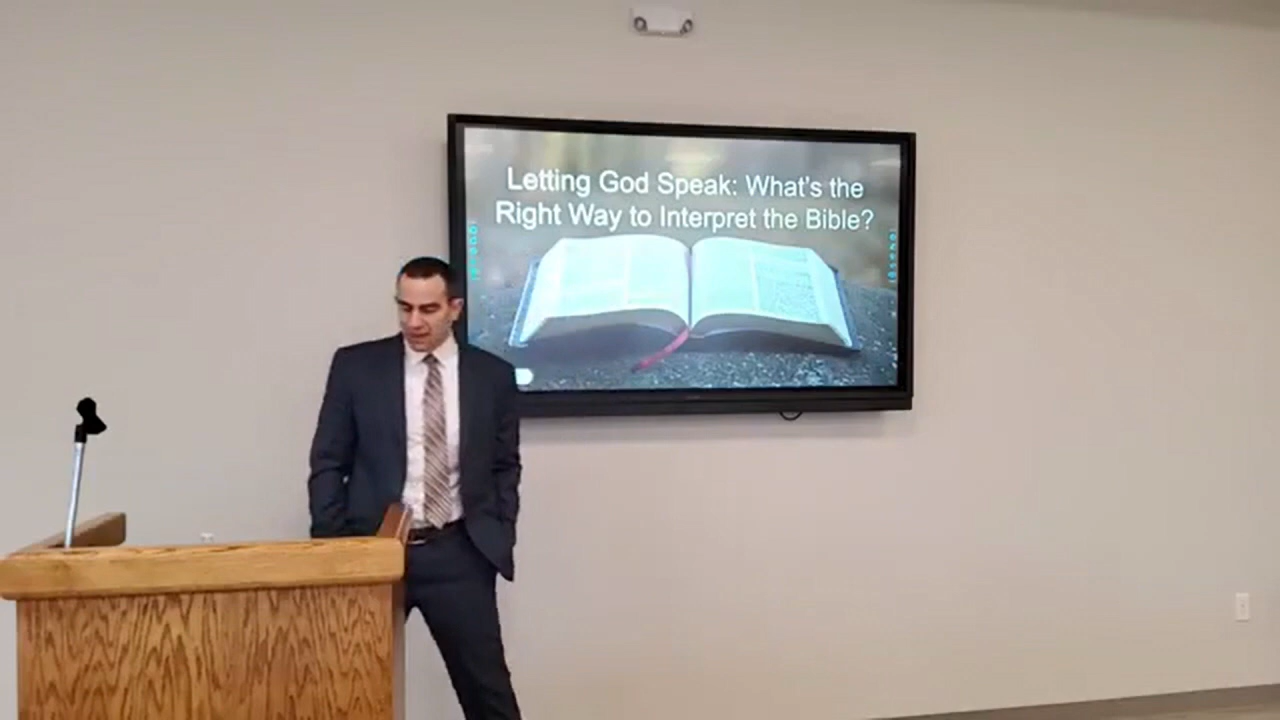 Letting God Speak: What's the
Right Way to Interpret the Bible?